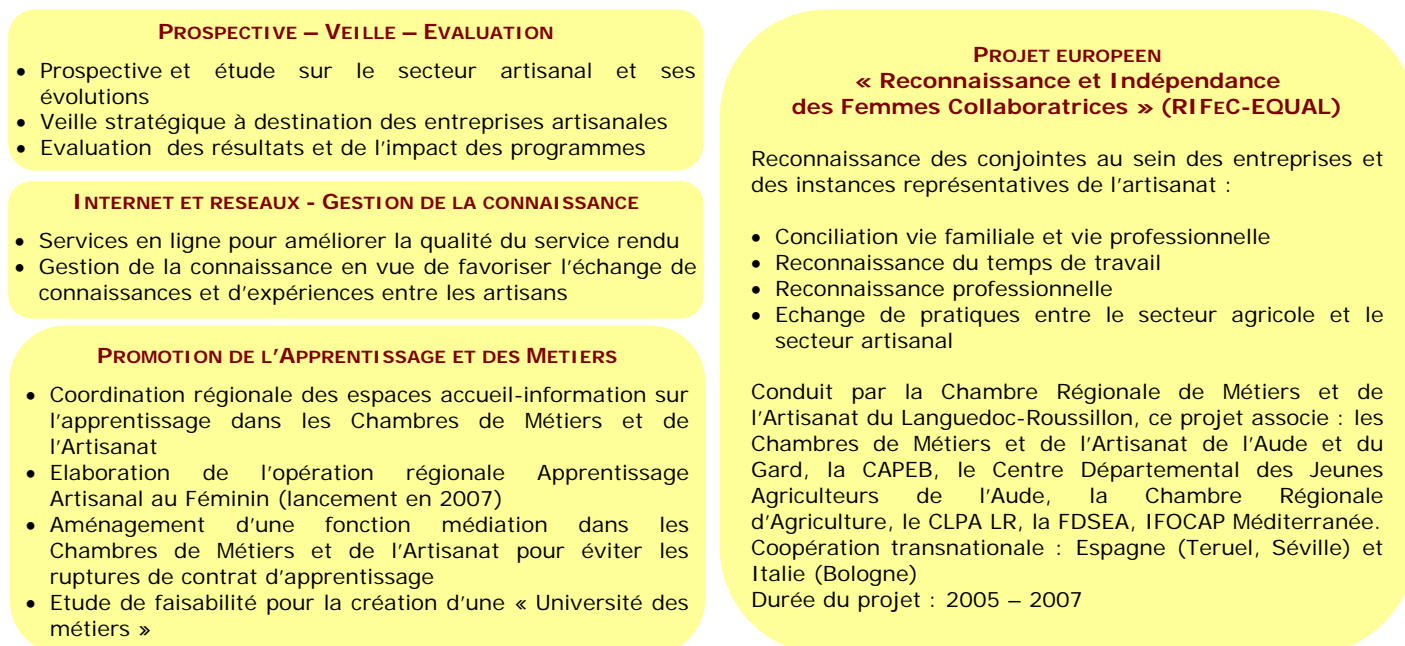 PROSPECTIVE – VEILLE – EVALUATION
• Prospective et étude sur le secteur artisanal et ses
évolutions
• Veille stratégique à destination des entreprises artisanales
• Evaluation des résultats et de l'impact des programmes
INTERNET ET RESEAUX - GESTION DE LA CONNAISSANCE
• Services en ligne pour améliorer la qualité du service rendu
• Gestion de la connaissance en vue de favoriser l'échange de
connaissances et d'expériences entre les artisans
PROMOTION DE L'APPRENTISSAGE ET DES METIERS
• Coordination régionale des espaces accueil-information sur
l'apprentissage dans les Chambres de Métiers et de
l'Artisanat
• Elaboration de l'opération régionale Apprentissage
Artisanal au Féminin (lancement en 2007)
• Aménagement d'une fonction médiation dans les
Chambres de Métiers et de l'Artisanat pour éviter les
ruptures de contrat d'apprentissage
• Etude de faisabilité pour la création d'une « Université des
métiers »
PROJET EUROPEEN
« Reconnaissance et Indépendance
des Femmes Collaboratrices » (RIFEC-EQUAL)
Reconnaissance des conjointes au sein des entreprises et
des instances représentatives de l'artisanat :
• Conciliation vie familiale et vie professionnelle
• Reconnaissance du temps de travail
• Reconnaissance professionnelle
• Echange de pratiques entre le secteur agricole et le
secteur artisanal
Conduit par la Chambre Régionale de Métiers et de
l'Artisanat du Languedoc-Roussillon, ce projet associe : les
Chambres de Métiers et de l'Artisanat de l'Aude et du
Gard, la CAPEB, le Centre Départemental des Jeunes
Agriculteurs de l'Aude, la Chambre Régionale
d'Agriculture, le CLPA LR, la FDSEA, IFOCAP Méditerranée.
Coopération transnationale : Espagne (Teruel, Séville) et
Italie (Bologne)
Durée du projet : 2005 – 2007